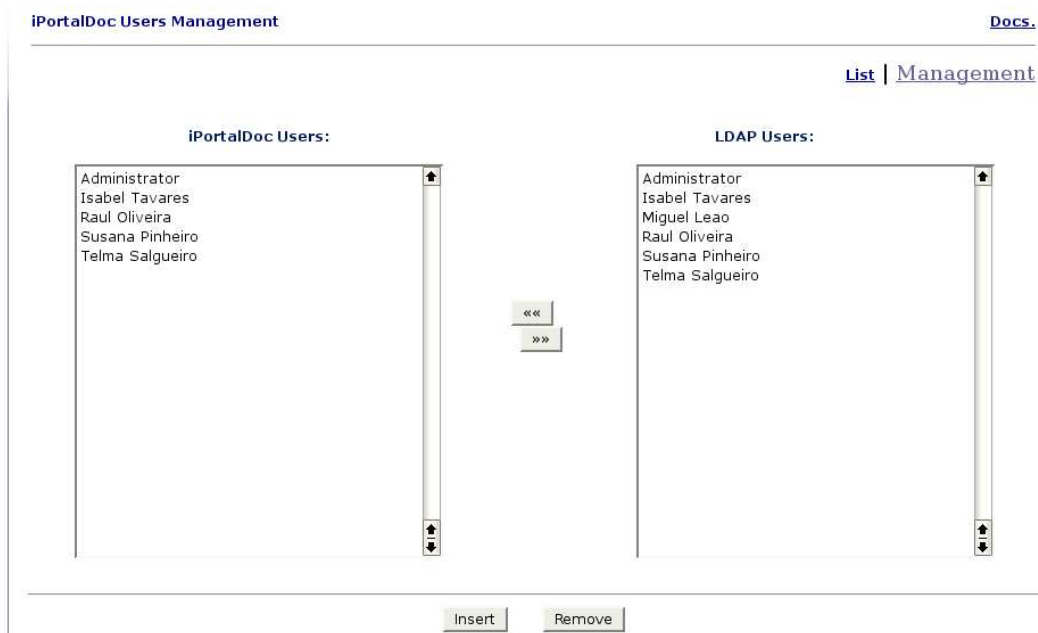 iPortalDoc Users Management
Docs.
List | Management
iPortalDoc Users:
Administrator
Isabel Tavares
Raul Oliveira
Susana Pinheiro
Telma Salgueiro
««
»»
LDAP Users:
Administrator
Isabel Tavares
Miguel Leao
Raul Oliveira
Susana Pinheiro
Telma Salgueiro
Insert
Remove